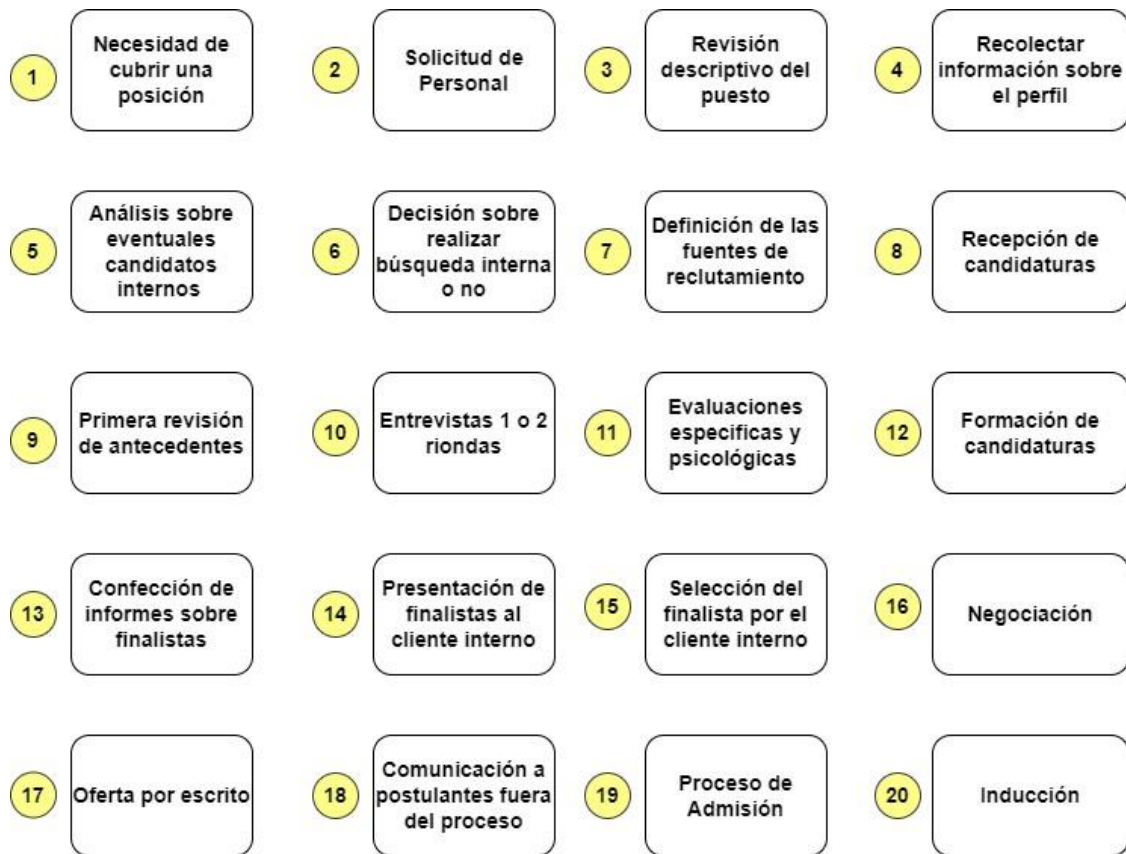 1
Necesidad de
cubrir una
posición
2
Solicitud de
Personal
3
Revisión
descriptivo del
puesto
4
Recolectar
información sobre
el perfil
5
Análisis sobre
eventuales
candidatos
internos
6
Decisión sobre
realizar
búsqueda interna
o no
7
Definición de las
fuentes de
reclutamiento
8
Recepción de
candidaturas
9
Primera revisión
de antecedentes
10
Entrevistas 1 o 2
riondas
11
Evaluaciones
especificas y
psicológicas
12
Formación de
candidaturas
13
Confección de
informes sobre
finalistas
14
Presentación de
finalistas al
cliente interno
15
Selección del
finalista por el
cliente interno
16
Negociación
17
Oferta por escrito
18
Comunicación a
postulantes fuera
del proceso
19
Proceso de
Admisión
20
Inducción